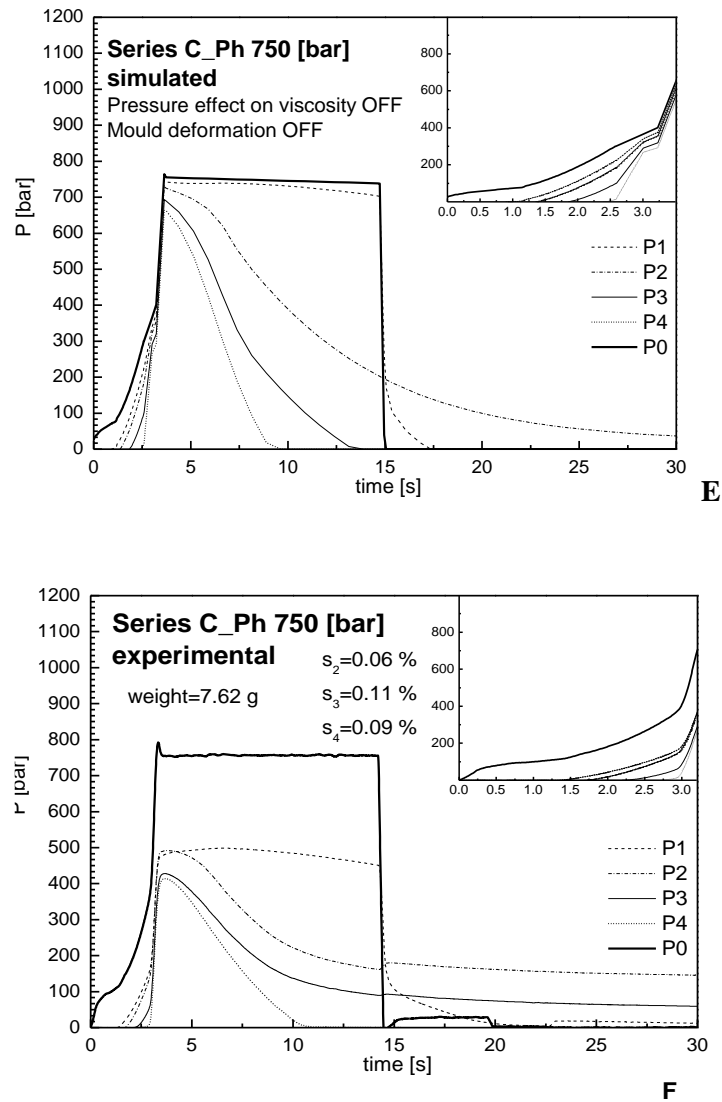 1200
1100
1000
900
800
700
600
500
400
300
200
100
0
P [bar]
Series C_Ph 750 [bar]
simulated
Pressure effect on viscosity OFF
Mould deformation OFF
800
600
400
200
0.0 0.5 1.0 1.5 2.0 2.5 3.0
P1
P2
P3
P4
P0
0 5 10 15 20 25 30
time [s]
E
1200
1100
1000
900
800
700
600
500
400
300
200
100
0
[bar]
Series C_Ph 750 [bar]
experimental
weight=7.62 g
s2=0.06 %
s3=0.11 %
s4=0.09 %
800
600
400
200
0.0 0.5 1.0 1.5 2.0 2.5 3.0
P1
P2
P3
P4
P0
0 5 10 15 20 25 30
time [s]